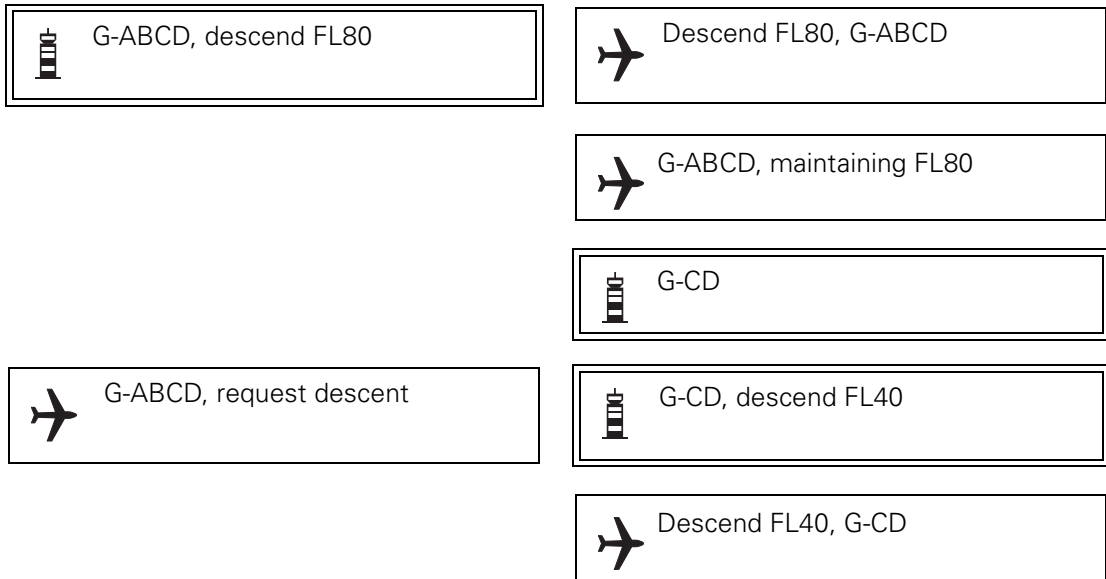 G-ABCD, descend FL80
Descend FL80, G-ABCD
G-ABCD, maintaining FL80
G-CD
G-ABCD, request descent
G-CD, descend FL40
Descend FL40, G-CD